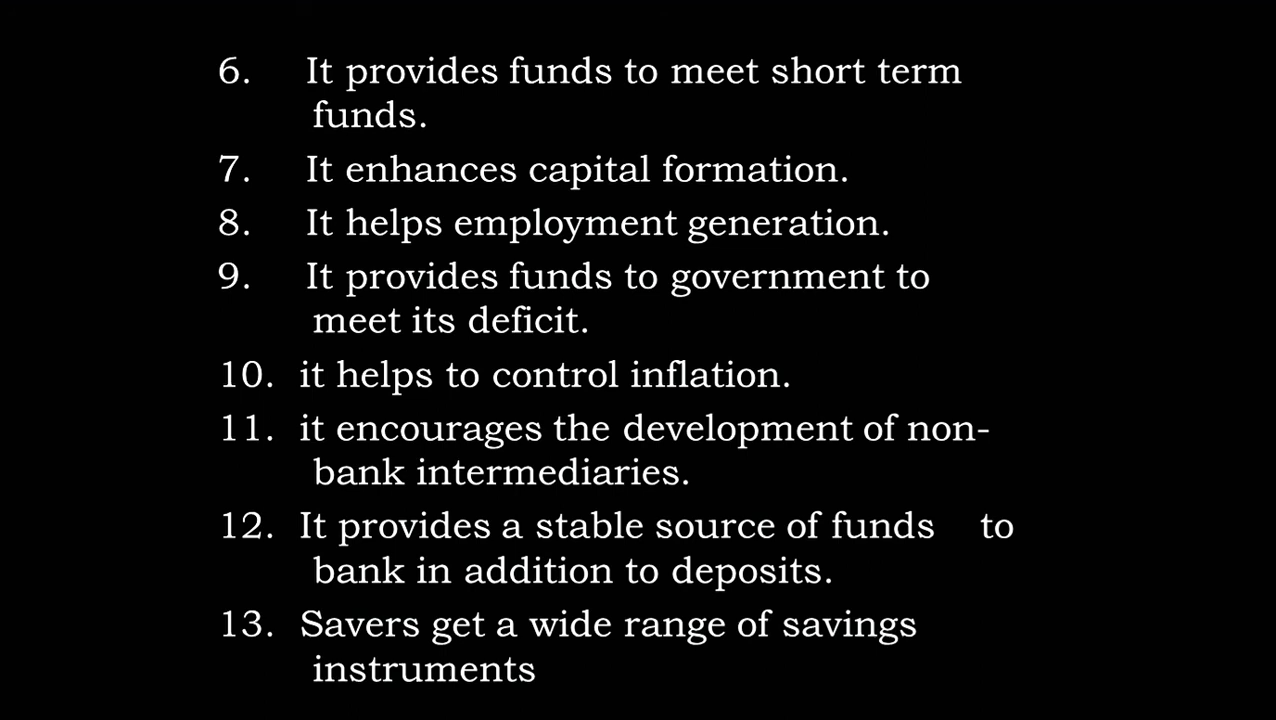 6. It provides funds to meet short term
funds.
7. It enhances capital formation.
8. It helps employment generation.
9. It provides funds to government to
meet its deficit.
10. it helps to control inflation.
11. it encourages the development of non-
bank intermediaries.
12. It provides a stable source of funds to
bank in addition to deposits.
13. Savers get a wide range of savings
instruments